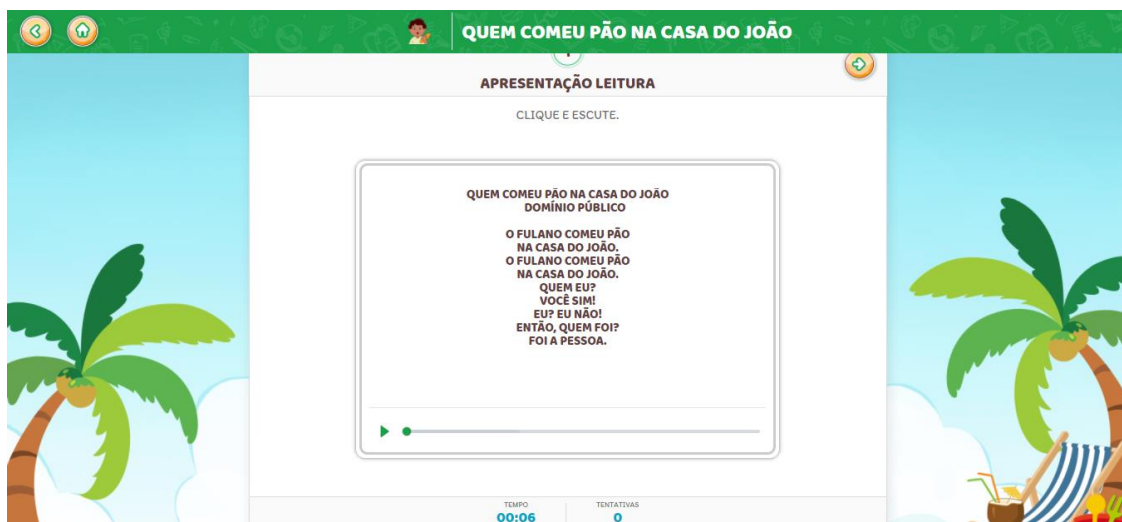 QUEM COMEU PÃO NA CASA DO JOÃO
APRESENTAÇÃO LEITURA
CLIQUE E ESCUTE.
QUEM COMEU PÃO NA CASA DO JOÃO
DOMÍNIO PÚBLICO
O FULANO COMEU PÃO
NA CASA DO JOÃO.
O FULANO COMEU PÃO
NA CASA DO JOÃO.
QUEM EU?
VOCÊ SIM!
EU? EU NÃO!
ENTÃO, QUEM FOI?
FOI A PESSOA.
TEMPO
00:06
TENTATIVAS
0